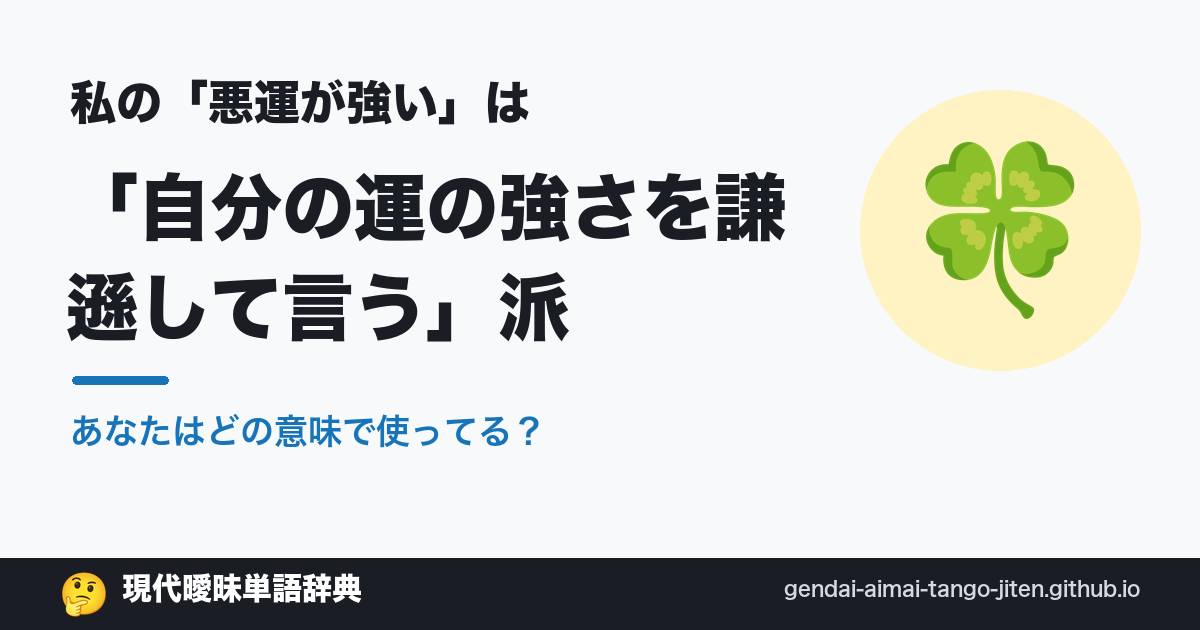 私の「悪運が強い」は
「自分の運の強さを謙
遜して言う」派
あなたはどの意味で使ってる？
現代曖昧単語辞典
gendai-aimai-tango-jiten.github.io